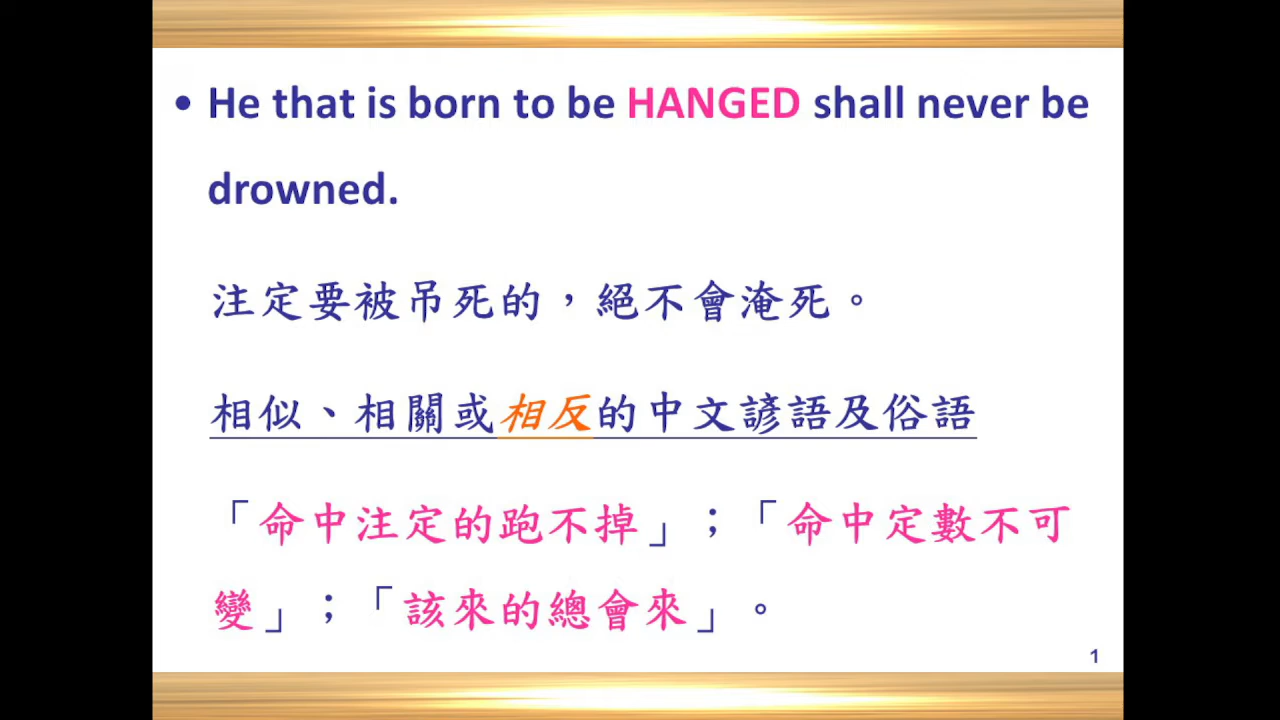 • He that is born to be HANGED shall never be
drowned.
注定要被吊死的，絕不會淹死。
相似、相關或相反的中文諺語及俗語
「命中注定的跑不掉」；「命中定數不可
變」；「該來的總會來」。
1